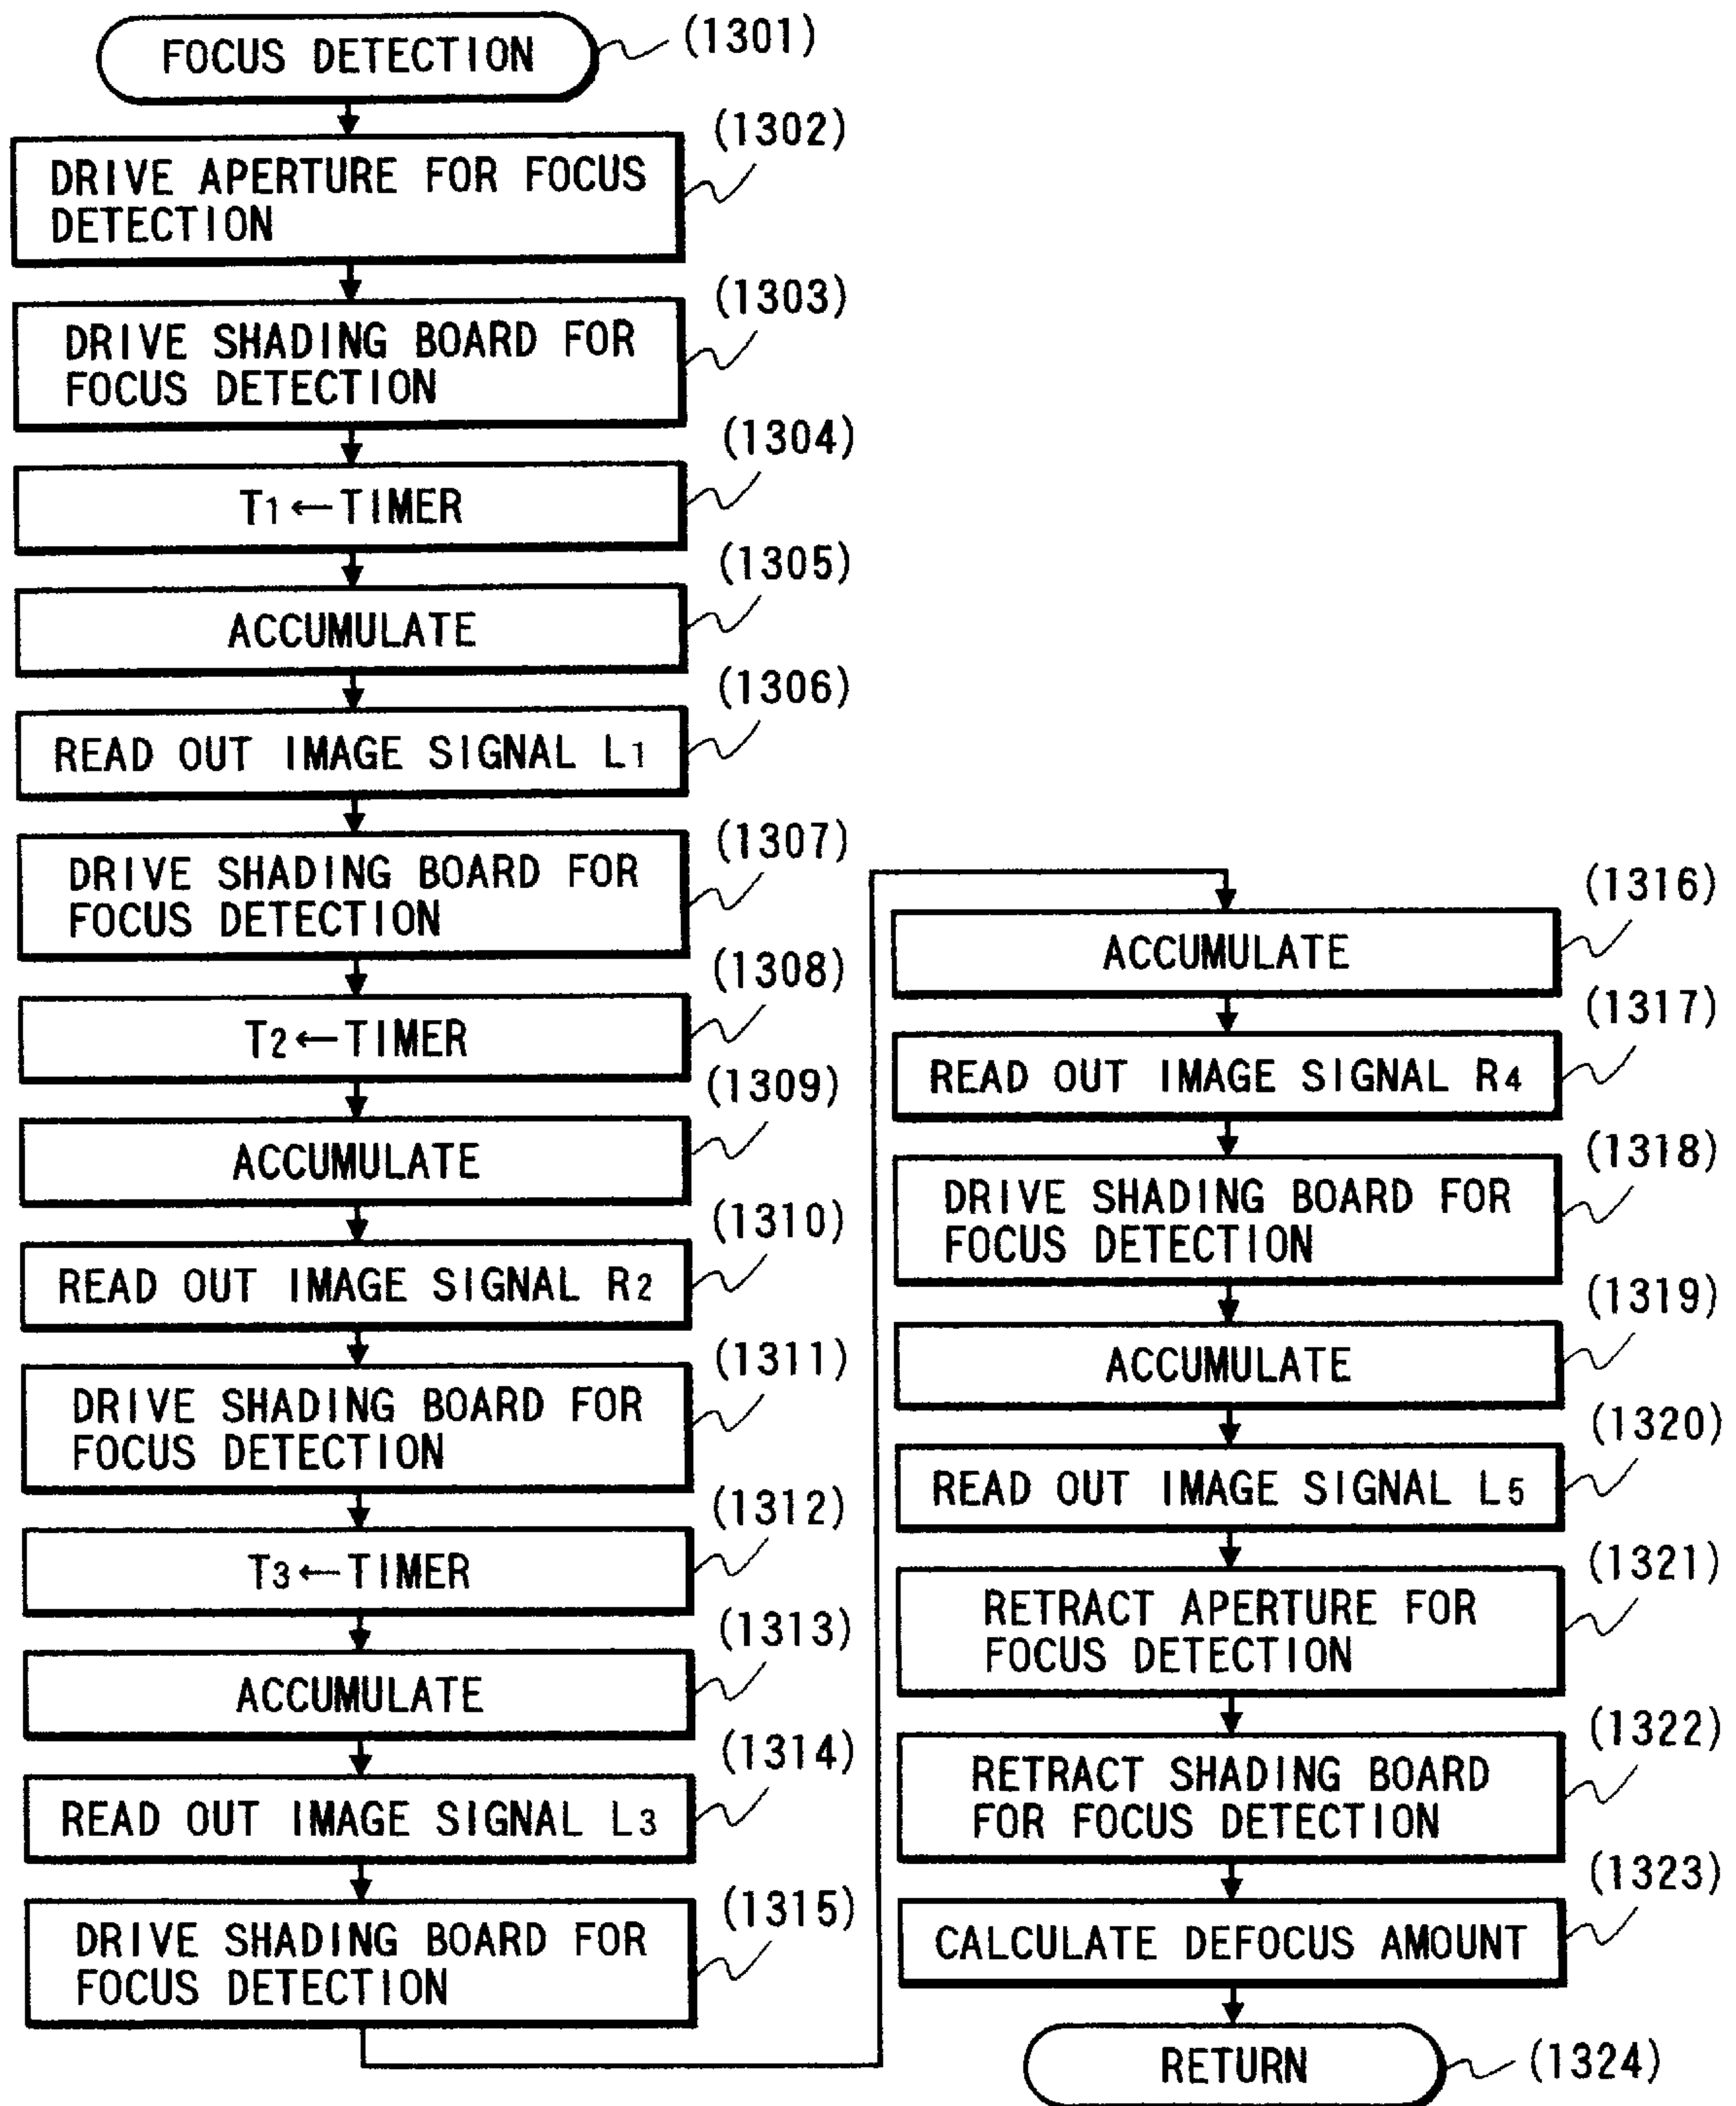 FOCUS DETECTION
(1301)
DRIVE APERTURE FOR FOCUS
DETECTION
(1302)
DRIVE SHADING BOARD FOR
FOCUS DETECTION
(1303)
T1←TIMER
(1304)
ACCUMULATE
(1305)
READ OUT IMAGE SIGNAL L1
(1306)
DRIVE SHADING BOARD FOR
FOCUS DETECTION
(1307)
T2←TIMER
(1308)
ACCUMULATE
(1309)
READ OUT IMAGE SIGNAL R2
(1310)
DRIVE SHADING BOARD FOR
FOCUS DETECTION
(1311)
T3←TIMER
(1312)
ACCUMULATE
(1313)
READ OUT IMAGE SIGNAL L3
(1314)
DRIVE SHADING BOARD FOR
FOCUS DETECTION
(1315)
ACCUMULATE
(1316)
READ OUT IMAGE SIGNAL R4
(1317)
DRIVE SHADING BOARD FOR
FOCUS DETECTION
(1318)
ACCUMULATE
(1319)
READ OUT IMAGE SIGNAL L5
(1320)
RETRACT APERTURE FOR
FOCUS DETECTION
(1321)
RETRACT SHADING BOARD
FOR FOCUS DETECTION
(1322)
CALCULATE DEFOCUS AMOUNT
(1323)
RETURN
(1324)